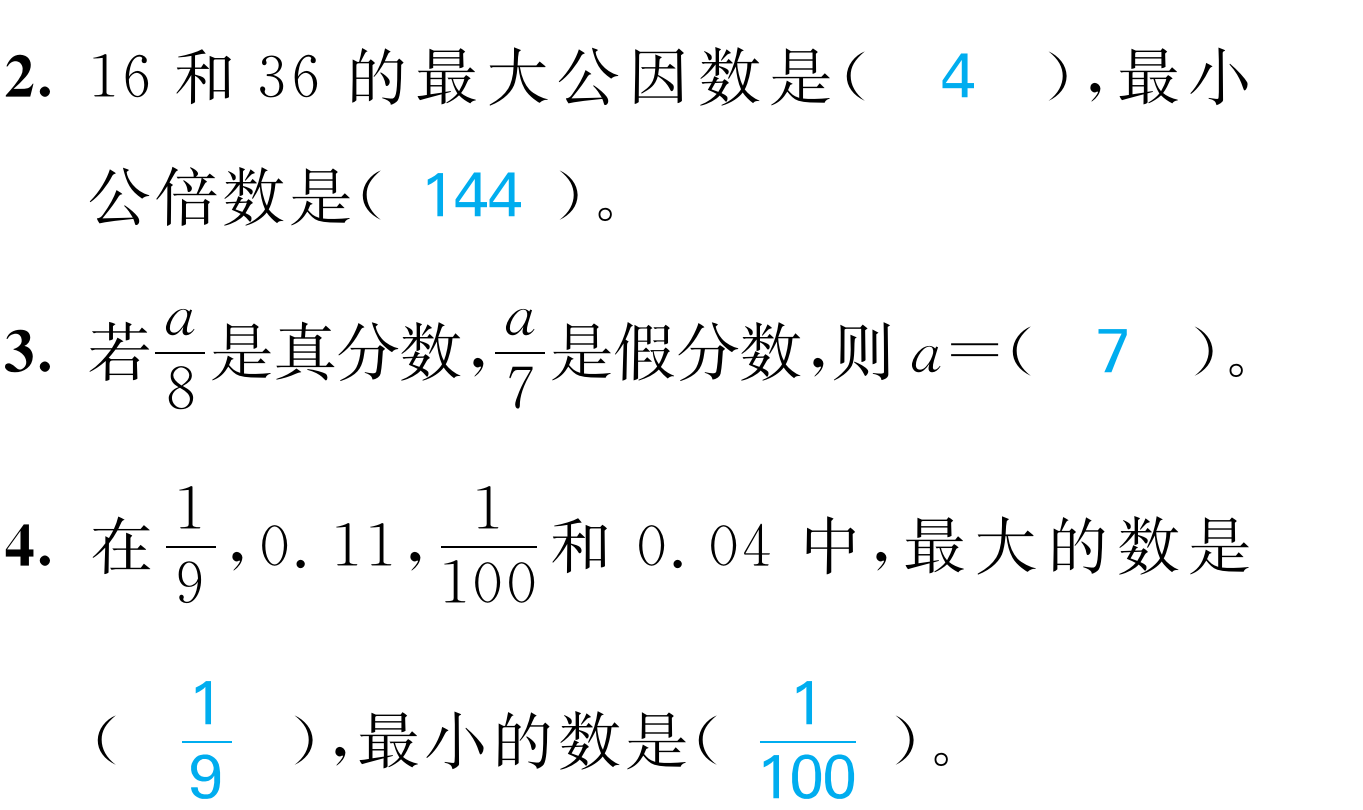 2. 16 和 36 的最大公因数是( 4 ),最小
公倍数是( 144 )。
3. 若a/8是真分数,a/7是假分数,则 a=( 7 )。
4. 在 1/9,0.11,1/100和 0.04 中,最大的数是
( 1/9 ),最小的数是( 1/100 )。